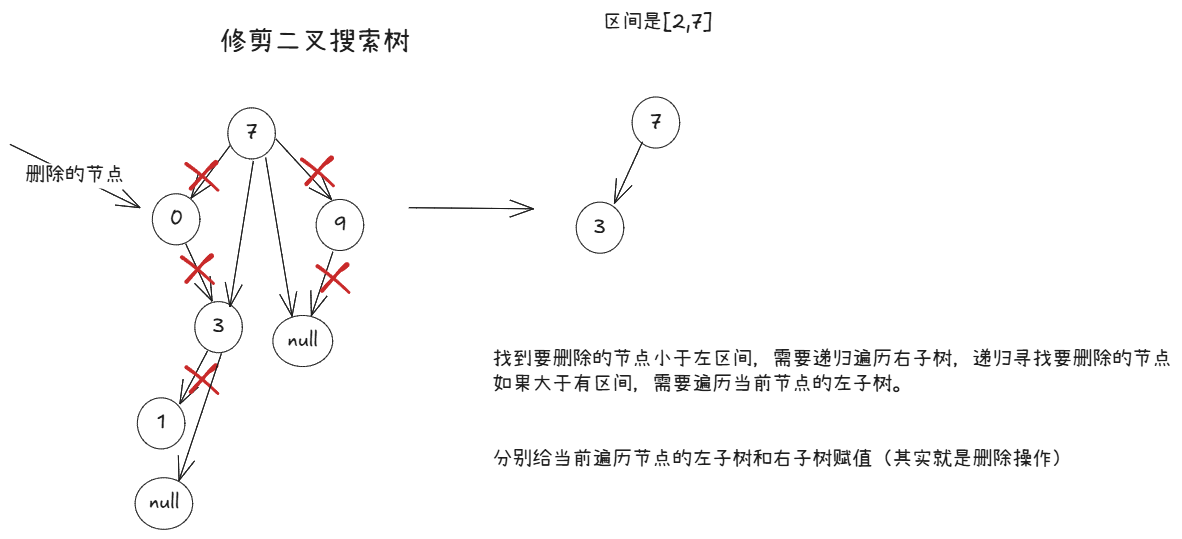 修剪二叉搜索树
区间是[2,7]
7
7
删除的节点
0
9
3
3
null
找到要删除的节点小于左区间，需要递归遍历右子树，递归寻找要删除的节点
如果大于有区间，需要遍历当前节点的左子树。
1
分别给当前遍历节点的左子树和右子树赋值（其实就是删除操作）
null